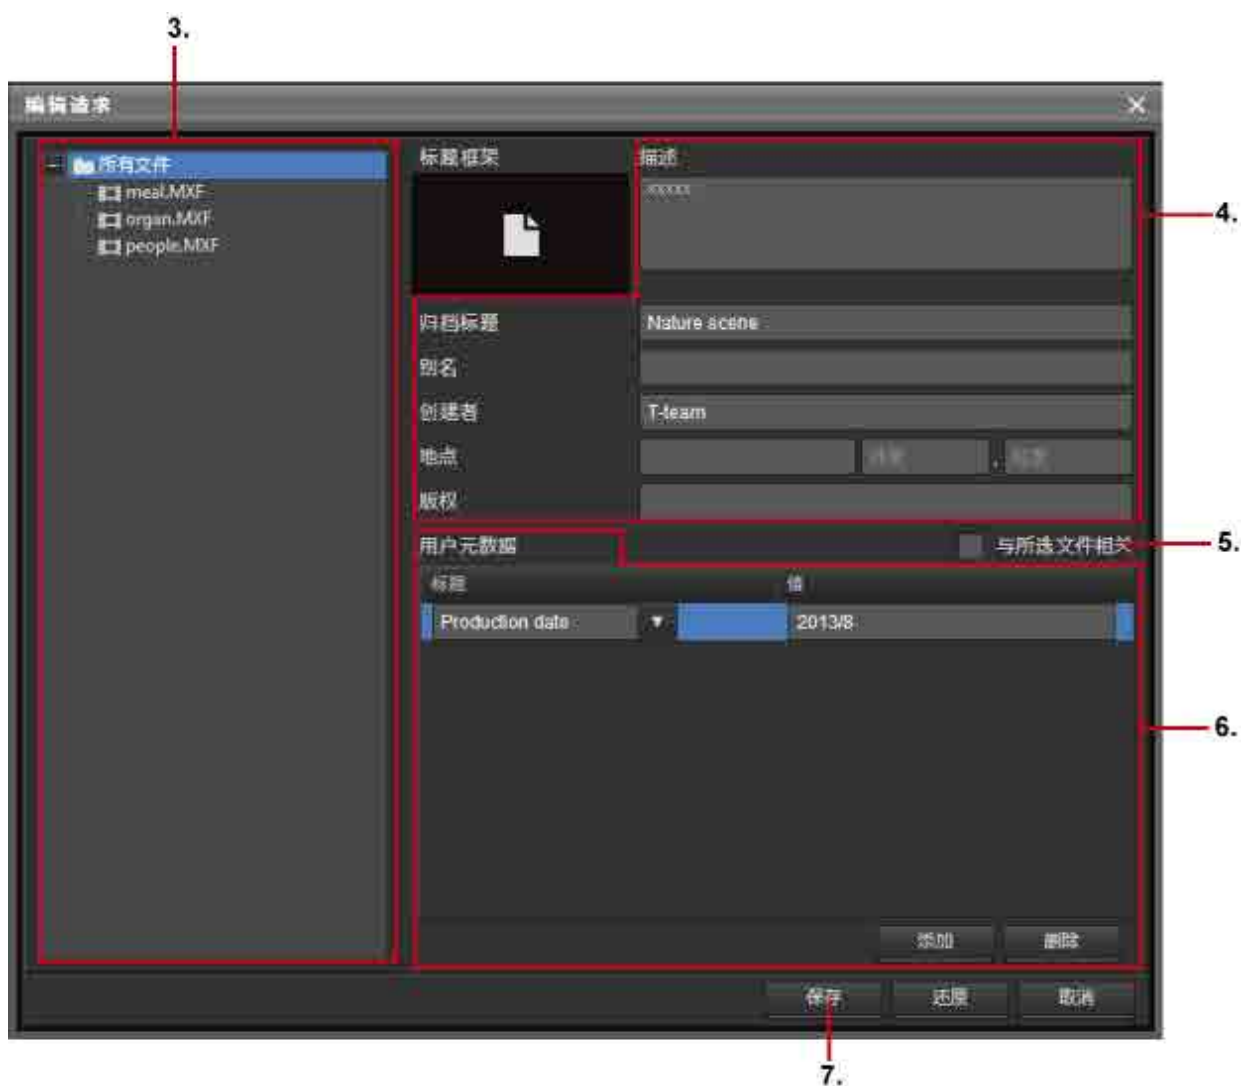 3.
编辑请求
所有文件
meal.MXF
organ.MXF
people.MXF
标题框架
描述
xxxxx
4.
归档标题
Nature scene
别名
创建者
T-team
地点
,
版权
用户元数据
与所选文件相关
5.
标题
值
Production date
2013/8
6.
添加
删除
保存
还原
取消
7.